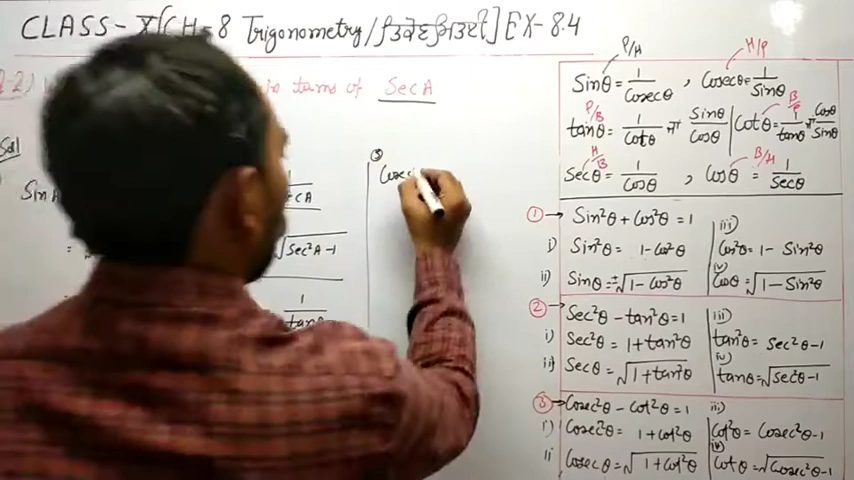 CLASS - X [CH = 8 Trigonometry / EX - 8.4
in tams of Sec A
Sol
Sin A
sec A
= √Sec²A-1
1
tan
⑤
Cosec
P/H H/P
Sinθ = 1/Cosecθ , Cosecθ = 1/Sinθ
P/B B/P
tanθ = 1/Cotθ Sinθ/Cosθ | Cotθ = 1/tanθ Cosθ/Sinθ
H/B B/H
Secθ = 1/Cosθ , Cosθ = 1/Secθ
① → Sin²θ + Cos²θ = 1
i) Sin²θ = 1-Cos²θ
ii) Sinθ = ±√1-Cos²θ
iii) Cos²θ = 1- Sin²θ
iv) Cosθ = √1-Sin²θ
② → Sec²θ - tan²θ = 1
i) Sec²θ = 1+tan²θ
ii) Secθ = √1+tan²θ
iii) tan²θ = Sec²θ-1
iv) tanθ = √Sec²θ-1
③ → Cosec²θ - Cot²θ = 1
i) Cosec²θ = 1+Cot²θ
ii Cosecθ = √1+Cot²θ
iii) Cot²θ = Cosec²θ-1
iv) Cotθ = √Cosec²θ-1